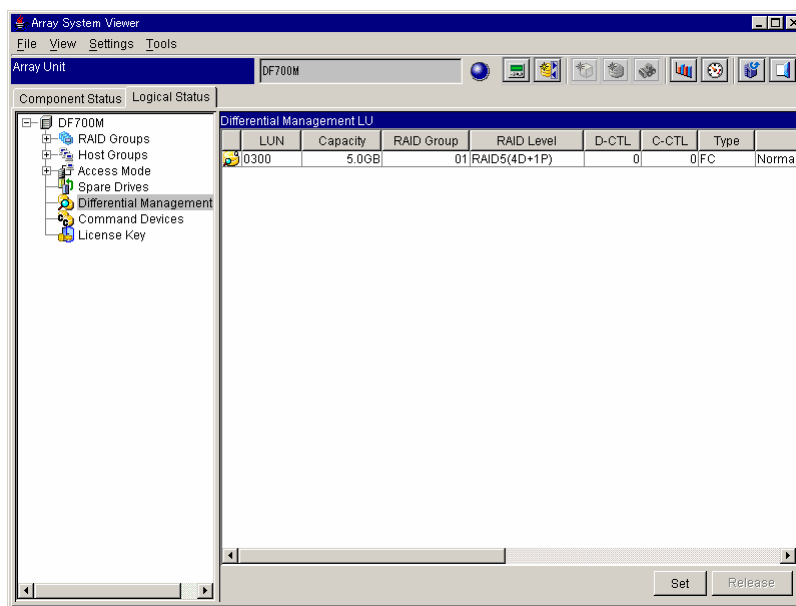 Array System Viewer
File View Settings Tools
Array Unit DF700M
Component Status Logical Status
DF700M
RAID Groups
Host Groups
Access Mode
Spare Drives
Differential Management
Command Devices
License Key
Differential Management LU
LUN Capacity RAID Group RAID Level D-CTL C-CTL Type
0300 5.0GB 01 RAID5(4D+1P) 0 0 FC Norma
Set Release